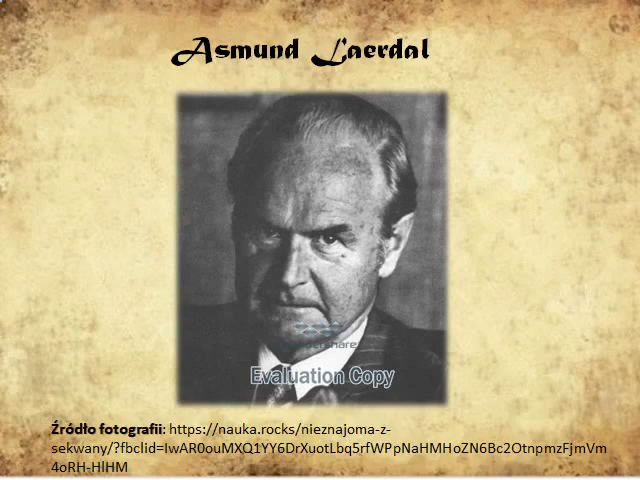 Asmund Laerdal
Evaluation Copy
Źródło fotografii: https://nauka.rocks/nieznajoma-z-
sekwany/?fbclid=IwAR0ouMXQ1YY6DrXuotLbq5rfWPpNaHMHoZN6Bc2OtnpmzFjmVm
4oRH-HlHM